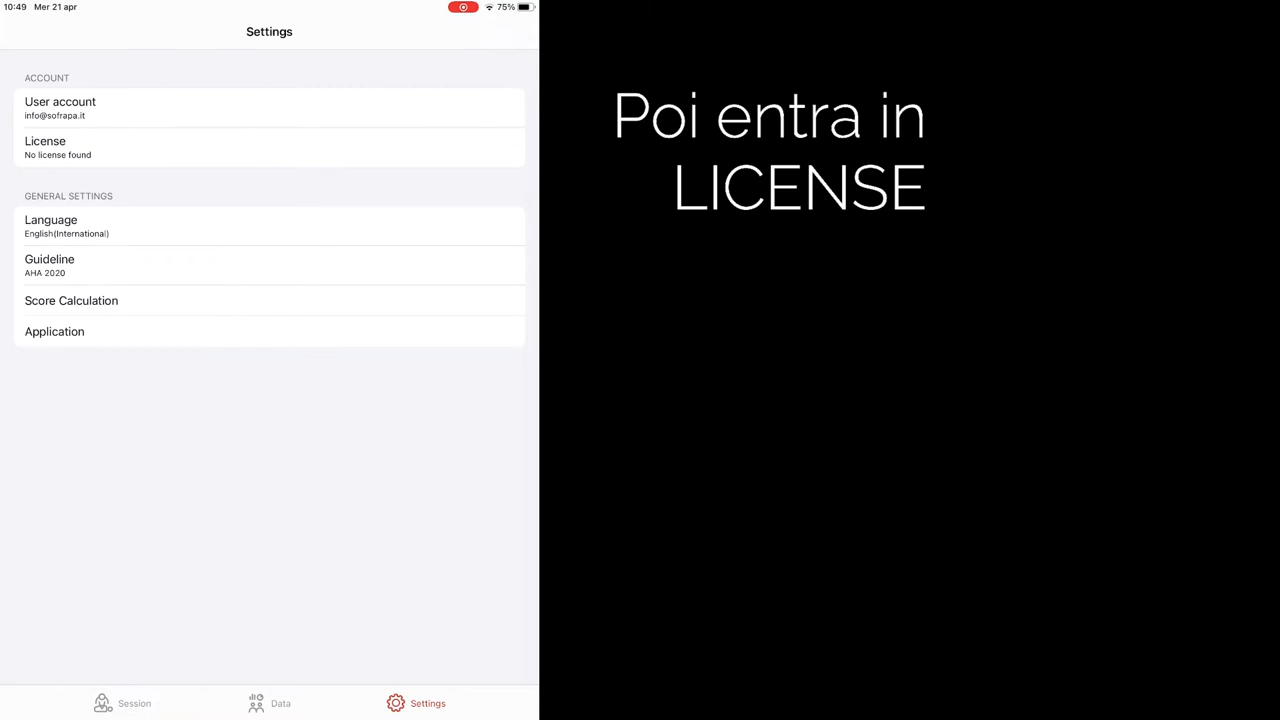 10:49 Mer 21 apr
75%
Settings
ACCOUNT
User account
info@sofrapa.it
License
No license found
GENERAL SETTINGS
Language
English(International)
Guideline
AHA 2020
Score Calculation
Application
Session
Data
Settings
Poi entra in
LICENSE